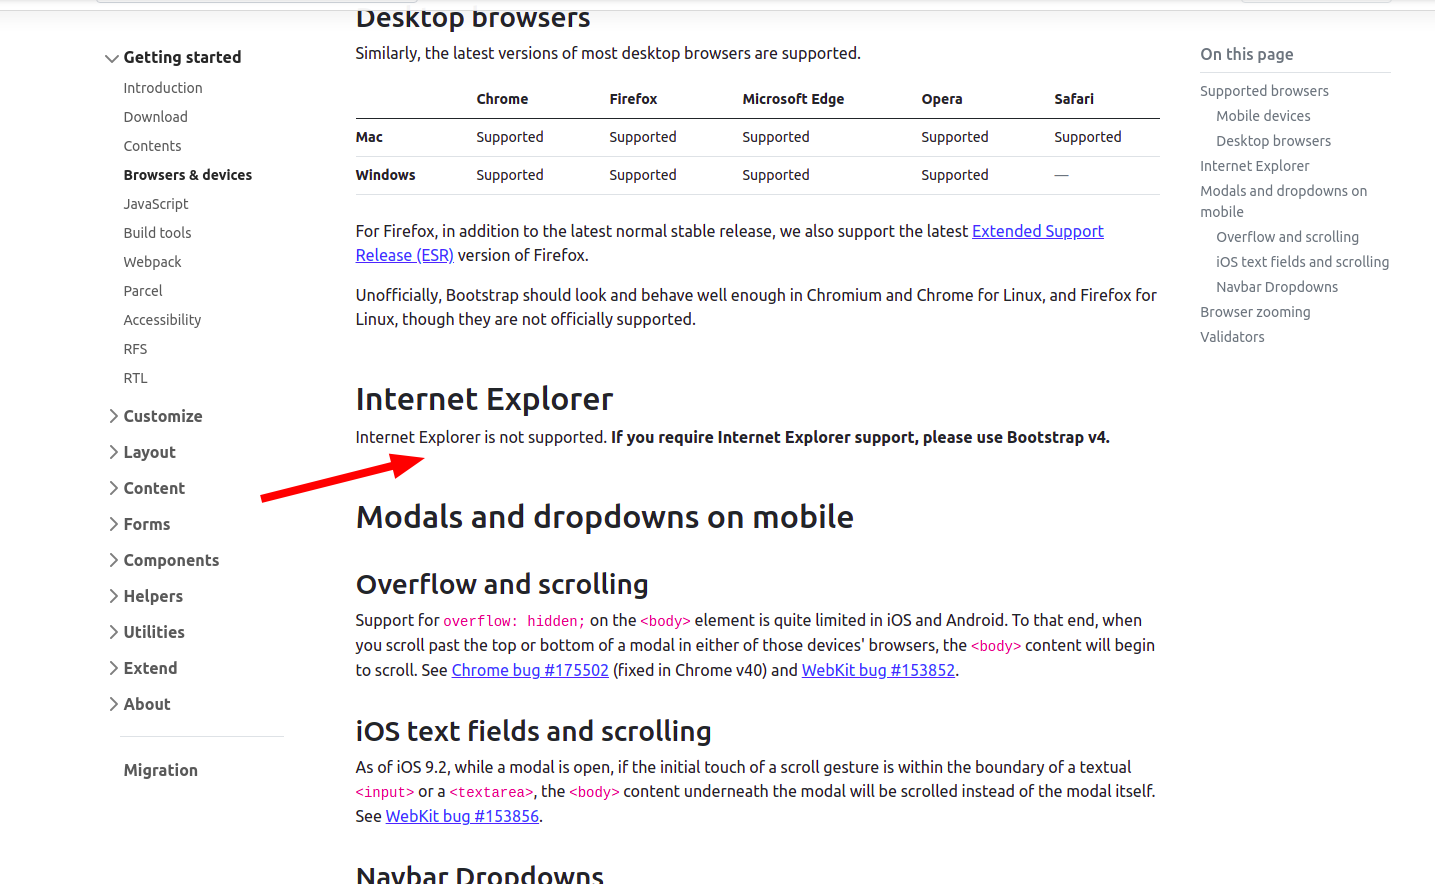 Getting started
Introduction
Download
Contents
Browsers & devices
JavaScript
Build tools
Webpack
Parcel
Accessibility
RFS
RTL
Customize
Layout
Content
Forms
Components
Helpers
Utilities
Extend
About
Migration
Desktop browsers
Similarly, the latest versions of most desktop browsers are supported.
Chrome Firefox Microsoft Edge Opera Safari
Mac Supported Supported Supported Supported Supported
Windows Supported Supported Supported Supported —
For Firefox, in addition to the latest normal stable release, we also support the latest Extended Support
Release (ESR) version of Firefox.
Unofficially, Bootstrap should look and behave well enough in Chromium and Chrome for Linux, and Firefox for
Linux, though they are not officially supported.
Internet Explorer
Internet Explorer is not supported. If you require Internet Explorer support, please use Bootstrap v4.
Modals and dropdowns on mobile
Overflow and scrolling
Support for overflow: hidden; on the <body> element is quite limited in iOS and Android. To that end, when
you scroll past the top or bottom of a modal in either of those devices' browsers, the <body> content will begin
to scroll. See Chrome bug #175502 (fixed in Chrome v40) and WebKit bug #153852.
iOS text fields and scrolling
As of iOS 9.2, while a modal is open, if the initial touch of a scroll gesture is within the boundary of a textual
<input> or a <textarea>, the <body> content underneath the modal will be scrolled instead of the modal itself.
See WebKit bug #153856.
Navbar Dropdowns
On this page
Supported browsers
Mobile devices
Desktop browsers
Internet Explorer
Modals and dropdowns on
mobile
Overflow and scrolling
iOS text fields and scrolling
Navbar Dropdowns
Browser zooming
Validators